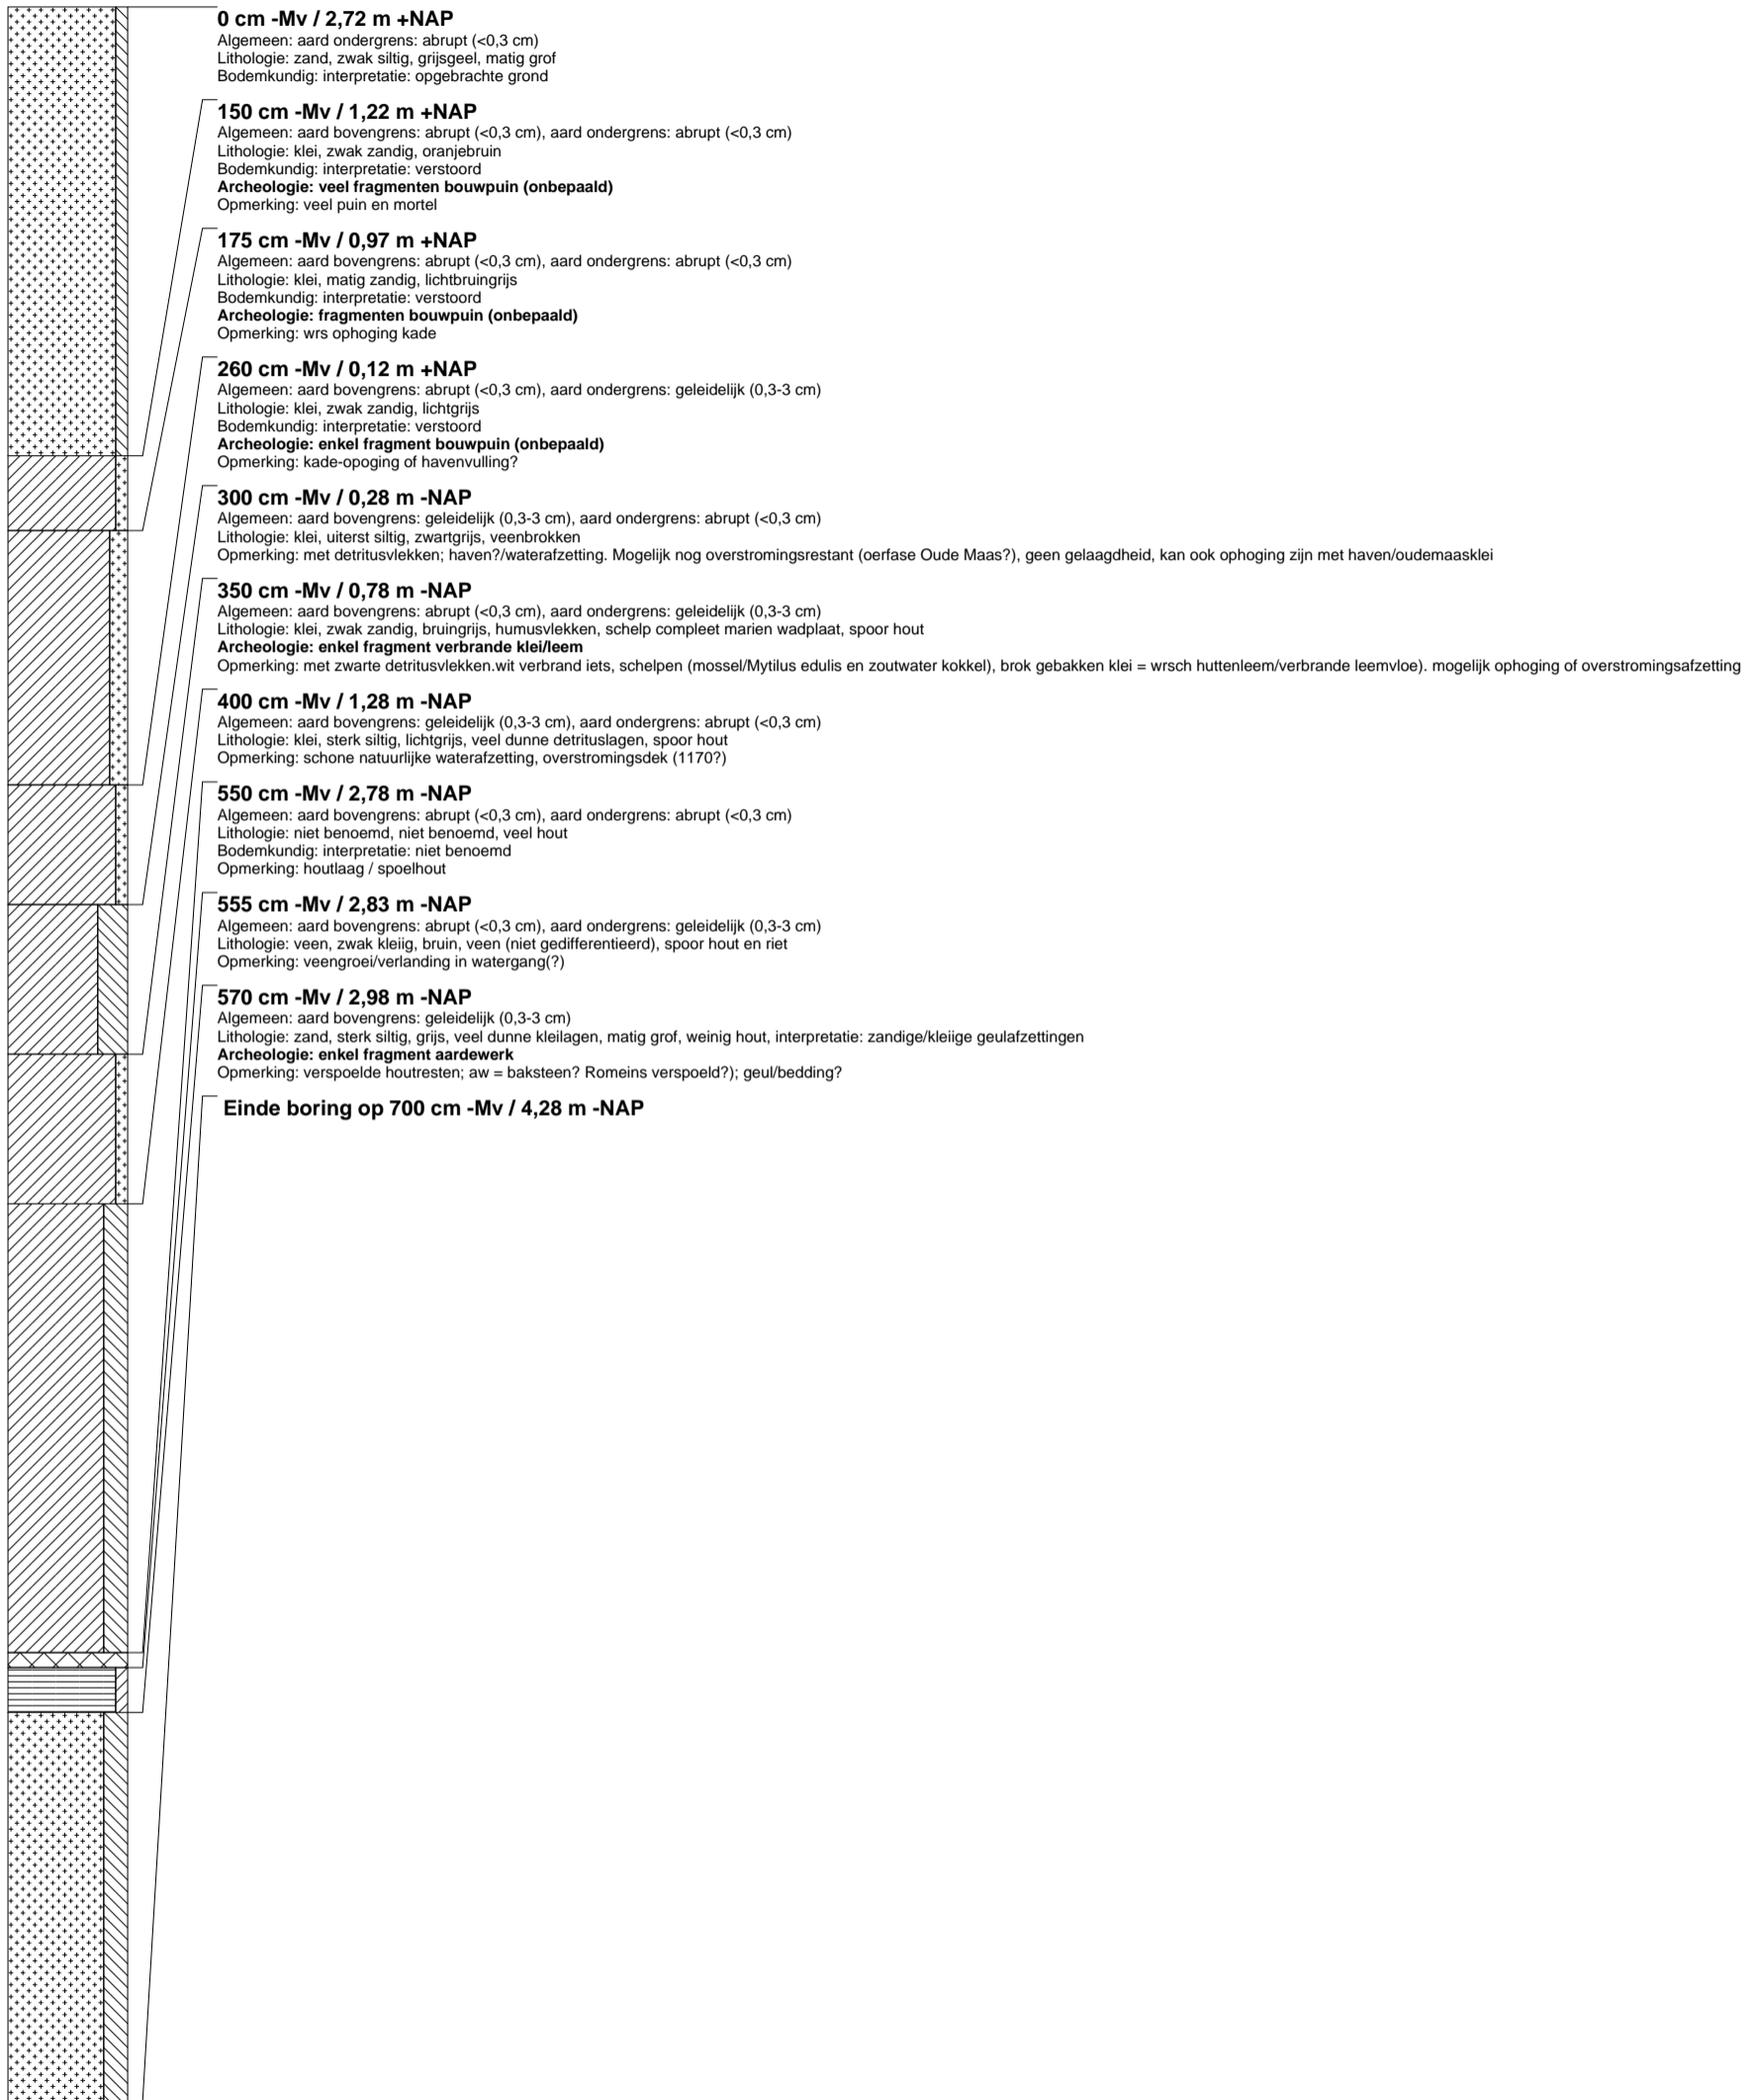 0 cm -Mv / 2,72 m +NAP
Algemeen: aard ondergrens: abrupt (<0,3 cm)
Lithologie: zand, zwak siltig, grijsgeel, matig grof
Bodemkundig: interpretatie: opgebrachte grond
150 cm -Mv / 1,22 m +NAP
Algemeen: aard bovengrens: abrupt (<0,3 cm), aard ondergrens: abrupt (<0,3 cm)
Lithologie: klei, zwak zandig, oranjebruin
Bodemkundig: interpretatie: verstoord
Archeologie: veel fragmenten bouwpuin (onbepaald)
Opmerking: veel puin en mortel
175 cm -Mv / 0,97 m +NAP
Algemeen: aard bovengrens: abrupt (<0,3 cm), aard ondergrens: abrupt (<0,3 cm)
Lithologie: klei, matig zandig, lichtbruingrijs
Bodemkundig: interpretatie: verstoord
Archeologie: fragmenten bouwpuin (onbepaald)
Opmerking: wrs ophoging kade
260 cm -Mv / 0,12 m +NAP
Algemeen: aard bovengrens: abrupt (<0,3 cm), aard ondergrens: geleidelijk (0,3-3 cm)
Lithologie: klei, zwak zandig, lichtgrijs
Bodemkundig: interpretatie: verstoord
Archeologie: enkel fragment bouwpuin (onbepaald)
Opmerking: kade-opoging of havenvulling?
300 cm -Mv / 0,28 m -NAP
Algemeen: aard bovengrens: geleidelijk (0,3-3 cm), aard ondergrens: abrupt (<0,3 cm)
Lithologie: klei, uiterst siltig, zwartgrijs, veenbrokken
Opmerking: met detritusvlekken; haven?/waterafzetting. Mogelijk nog overstromingsrestant (oerfase Oude Maas?), geen gelaagdheid, kan ook ophoging zijn met haven/oudemaasklei
350 cm -Mv / 0,78 m -NAP
Algemeen: aard bovengrens: abrupt (<0,3 cm), aard ondergrens: geleidelijk (0,3-3 cm)
Lithologie: klei, zwak zandig, bruingrijs, humusvlekken, schelp compleet marien wadplaat, spoor hout
Archeologie: enkel fragment verbrande klei/leem
Opmerking: met zwarte detritusvlekken.wit verbrand iets, schelpen (mossel/Mytilus edulis en zoutwater kokkel), brok gebakken klei = wrsch huttenleem/verbrande leemvloe). mogelijk ophoging of overstromingsafzetting
400 cm -Mv / 1,28 m -NAP
Algemeen: aard bovengrens: geleidelijk (0,3-3 cm), aard ondergrens: abrupt (<0,3 cm)
Lithologie: klei, sterk siltig, lichtgrijs, veel dunne detrituslagen, spoor hout
Opmerking: schone natuurlijke waterafzetting, overstromingsdek (1170?)
550 cm -Mv / 2,78 m -NAP
Algemeen: aard bovengrens: abrupt (<0,3 cm), aard ondergrens: abrupt (<0,3 cm)
Lithologie: niet benoemd, niet benoemd, veel hout
Bodemkundig: interpretatie: niet benoemd
Opmerking: houtlaag / spoelhout
555 cm -Mv / 2,83 m -NAP
Algemeen: aard bovengrens: abrupt (<0,3 cm), aard ondergrens: geleidelijk (0,3-3 cm)
Lithologie: veen, zwak kleiig, bruin, veen (niet gedifferentieerd), spoor hout en riet
Opmerking: veengroei/verlanding in watergang(?)
570 cm -Mv / 2,98 m -NAP
Algemeen: aard bovengrens: geleidelijk (0,3-3 cm)
Lithologie: zand, sterk siltig, grijs, veel dunne kleilagen, matig grof, weinig hout, interpretatie: zandige/kleiige geulafzettingen
Archeologie: enkel fragment aardewerk
Opmerking: verspoelde houtresten; aw = baksteen? Romeins verspoeld?); geul/bedding?
Einde boring op 700 cm -Mv / 4,28 m -NAP